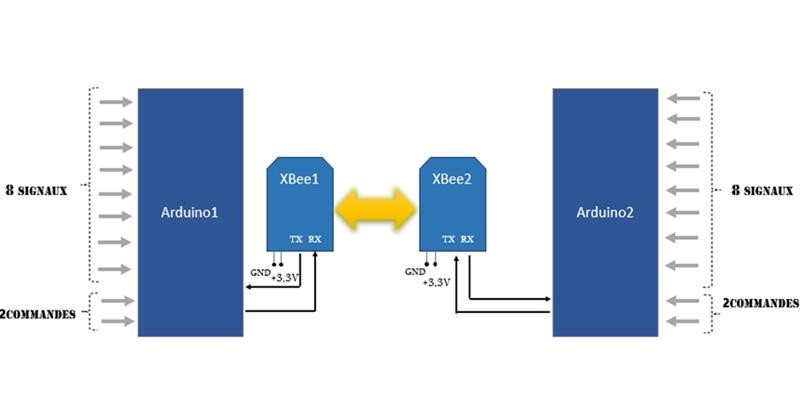 8 SIGNAUX
2COMMANDES
Arduino1
XBee1
TX RX
GND
+3,3V
XBee2
TX RX
GND
+3,3V
Arduino2
8 SIGNAUX
2COMMANDES